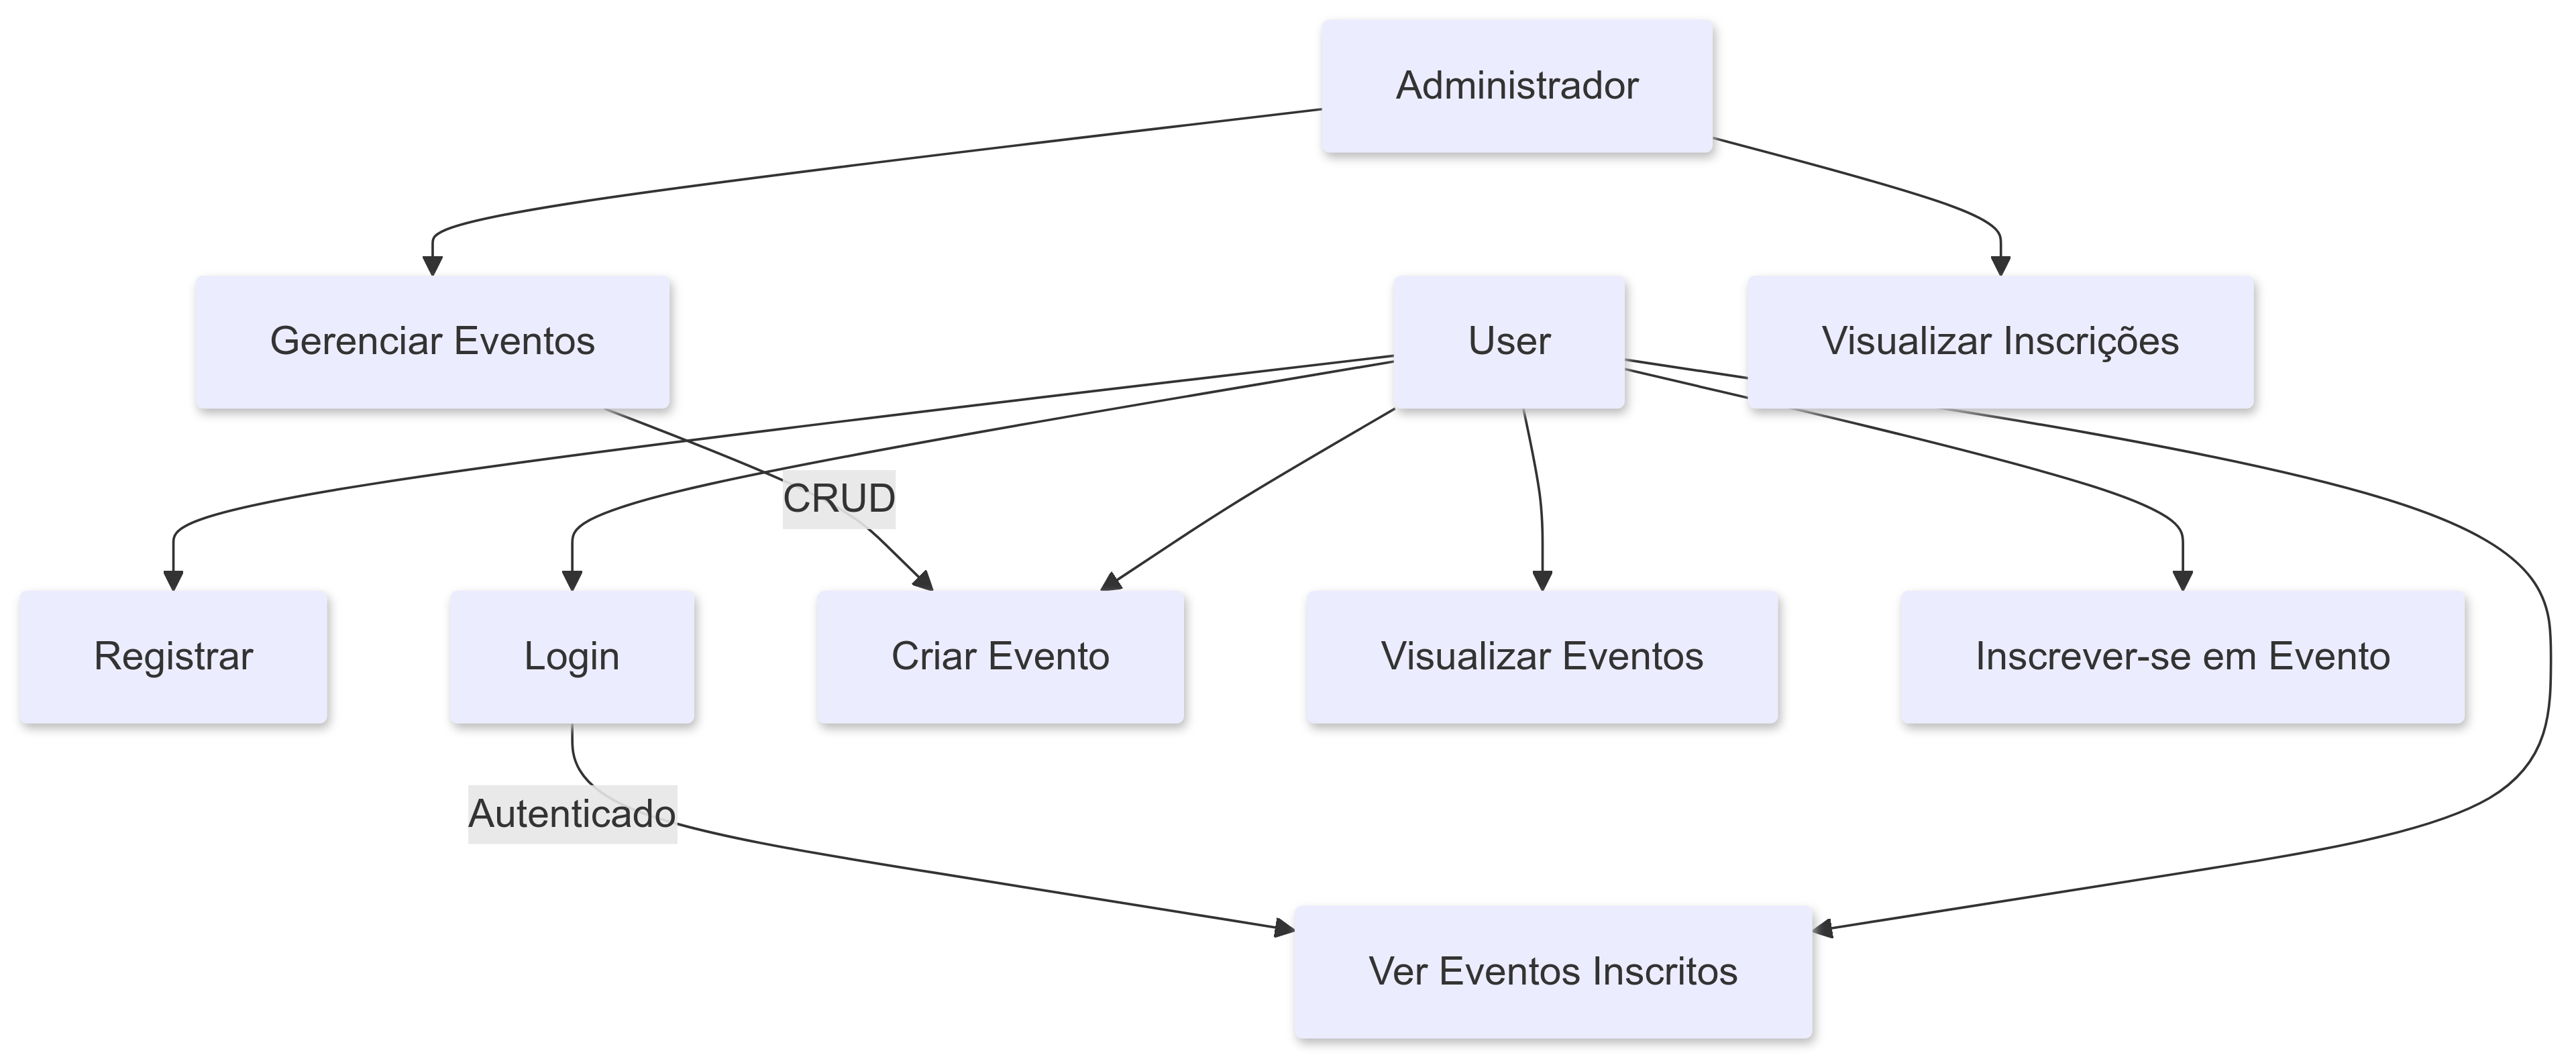 Administrador
Gerenciar Eventos
User
Visualizar Inscrições
CRUD
Registrar
Login
Criar Evento
Visualizar Eventos
Inscrever-se em Evento
Autenticado
Ver Eventos Inscritos